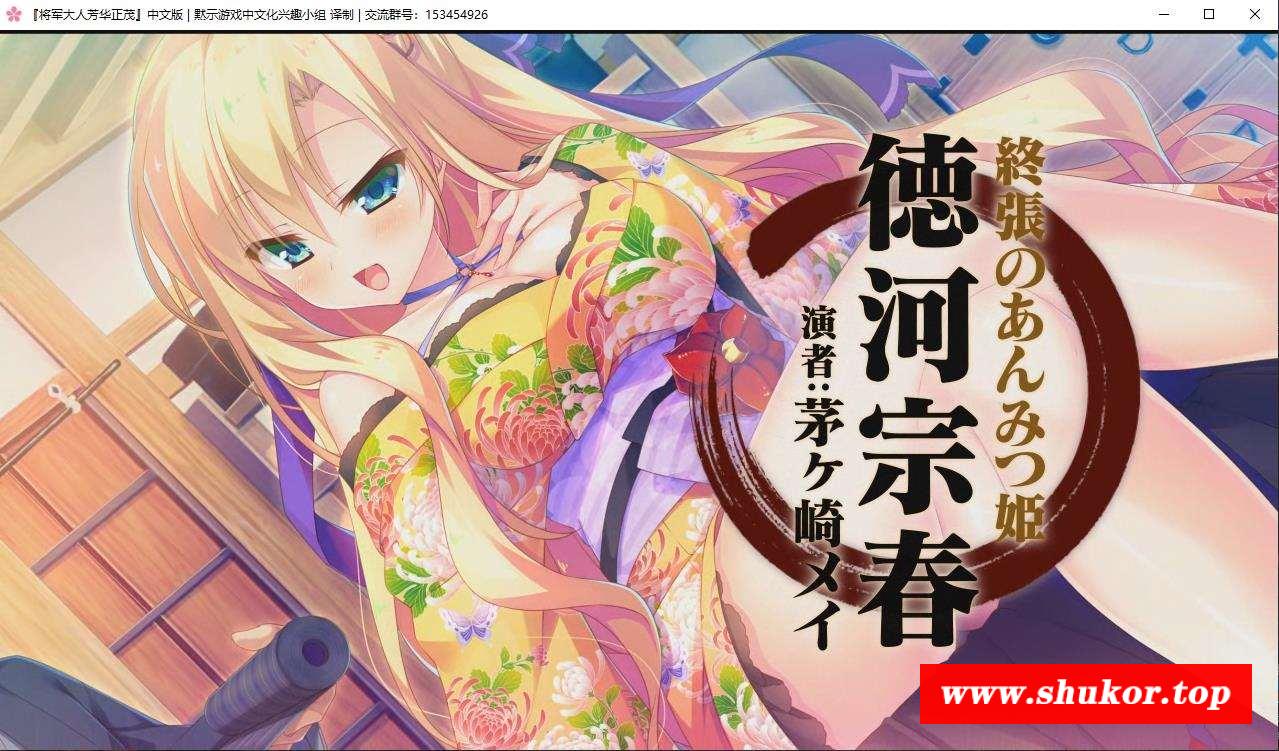 『将军大人芳华正茂』中文版 | 默示游戏中文化兴趣小组 译制 | 交流群号：153454926
終張のあんみつ姫
徳河宗春
演者：茅ケ崎メイ
www.shukor.top